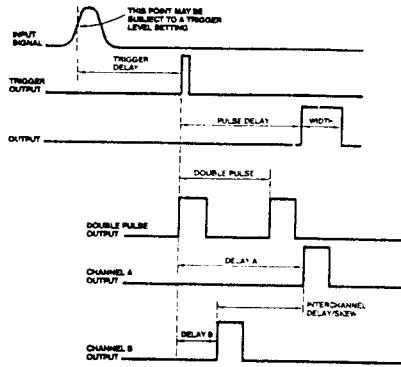 THIS POINT MAY BE
SUBJECT TO A TRIGGER
LEVEL SETTING
INPUT
SIGNAL
TRIGGER
DELAY
TRIGGER
OUTPUT
PULSE DELAY
WIDTH
OUTPUT
DOUBLE PULSE
DOUBLE PULSE
OUTPUT
DELAY A
CHANNEL A
OUTPUT
INTERCHANNEL
DELAY/SKEW
DELAY B
CHANNEL B
OUTPUT